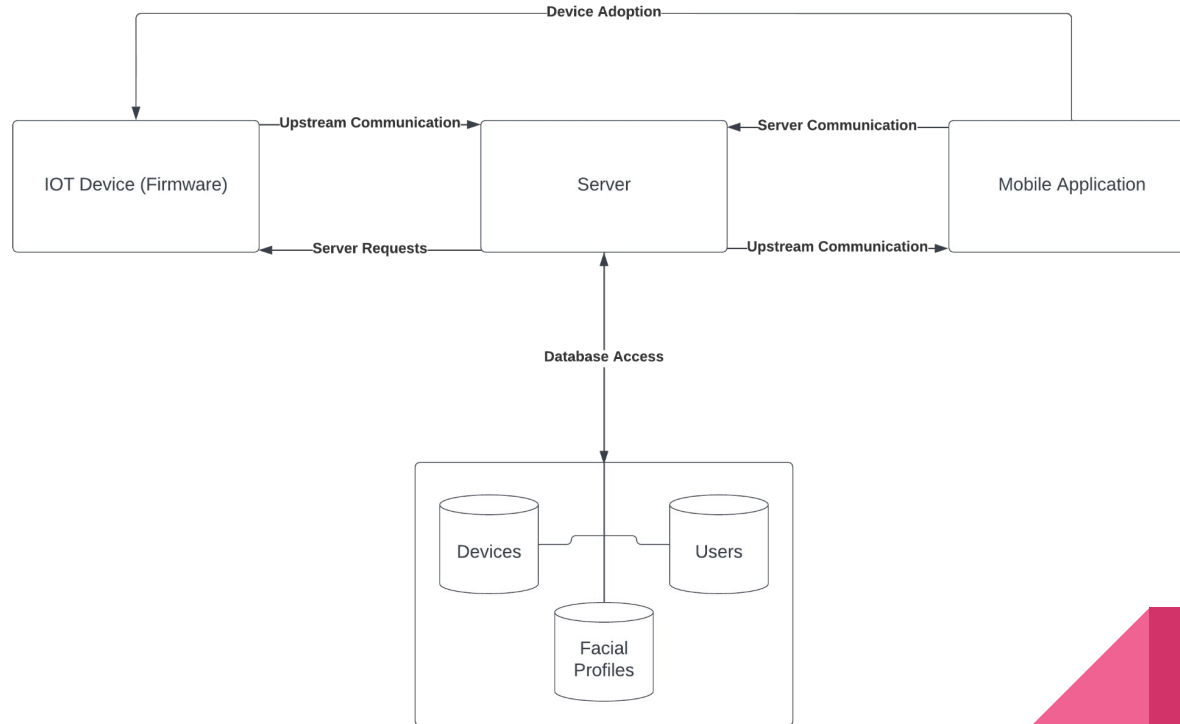 Device Adoption
Upstream Communication
Server Communication
IOT Device (Firmware)
Server
Mobile Application
Server Requests
Upstream Communication
Database Access
Devices
Users
Facial
Profiles